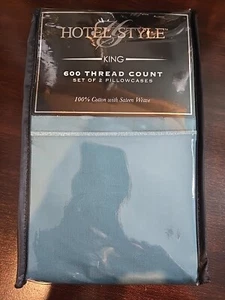 HOTEL STYLE
KING
600 THREAD COUNT
SET OF 2 PILLOWCASES
100% Cotton with Sateen Weave